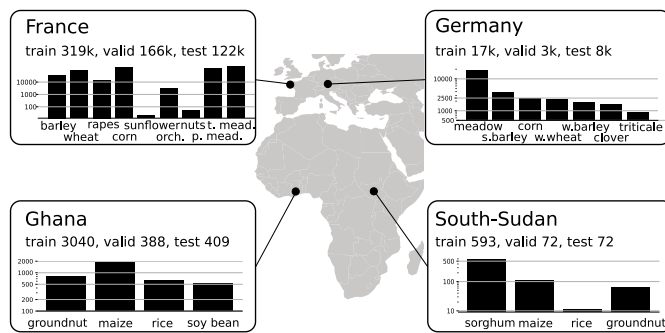 France
train 319k, valid 166k, test 122k
10000
1000
100
barley rapes sunflowernuts t. mead.
wheat corn orch. p. mead.
Germany
train 17k, valid 3k, test 8k
10000
5000
2500
1000
500
meadow corn w.barley triticale
s.barley w.wheat clover
Ghana
train 3040, valid 388, test 409
2000
1000
500
200
100
groundnut maize rice soy bean
South-Sudan
train 593, valid 72, test 72
500
100
10
sorghum maize rice groundnut